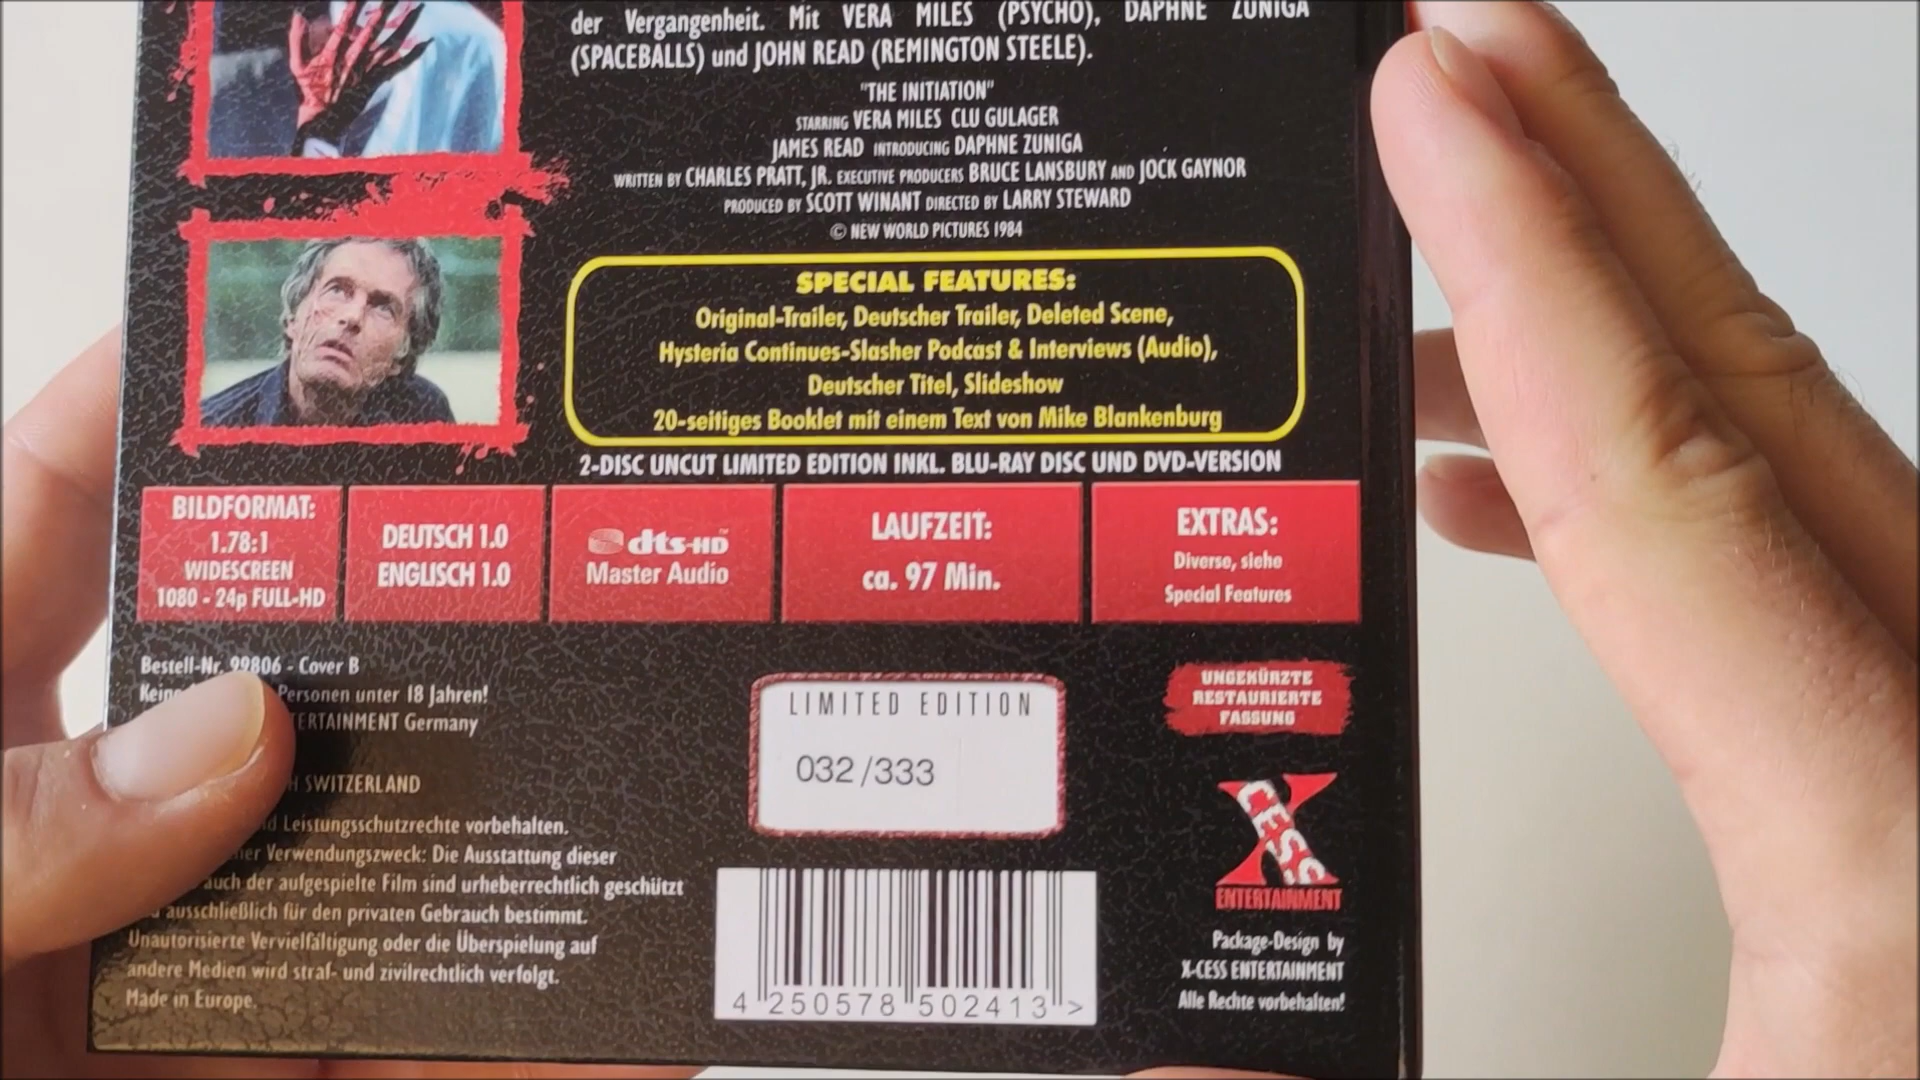 der Vergangenheit. Mit VERA MILES (PSYCHO), DAPHNE ZUNIGA
(SPACEBALLS) und JOHN READ (REMINGTON STEELE).
"THE INITIATION"
STARRING VERA MILES CLU GULAGER
JAMES READ INTRODUCING DAPHNE ZUNIGA
WRITTEN BY CHARLES PRATT, JR. EXECUTIVE PRODUCERS BRUCE LANSBURY AND JOCK GAYNOR
PRODUCED BY SCOTT WINANT DIRECTED BY LARRY STEWARD
© NEW WORLD PICTURES 1984
SPECIAL FEATURES:
Original-Trailer, Deutscher Trailer, Deleted Scene,
Hysteria Continues-Slasher Podcast & Interviews (Audio),
Deutscher Titel, Slideshow
20-seitiges Booklet mit einem Text von Mike Blankenburg
2-DISC UNCUT LIMITED EDITION INKL. BLU-RAY DISC UND DVD-VERSION
BILDFORMAT:
1.78:1
WIDESCREEN
1080 - 24p FULL-HD
DEUTSCH 1.0
ENGLISCH 1.0
dts-HD
Master Audio
LAUFZEIT:
ca. 97 Min.
EXTRAS:
Diverse, siehe
Special Features
Bestell-Nr. 99806 - Cover B
Personen unter 18 Jahren!
Germany
SWITZERLAND
Leistungsschutzrechte vorbehalten.
Verwendungszweck: Die Ausstattung dieser
auch der aufgespielte Film sind urheberrechtlich geschützt
ausschließlich für den privaten Gebrauch bestimmt.
Unautorisierte Vervielfältigung oder die Überspielung auf
andere Medien wird straf- und zivilrechtlich verfolgt.
Made in Europe.
LIMITED EDITION
032/333
4 250578 502413 >
UNGEKÜRZTE
RESTAURIERTE
FASSUNG
XCESS
ENTERTAINMENT
Package-Design by
X-CESS ENTERTAINMENT
Alle Rechte vorbehalten!